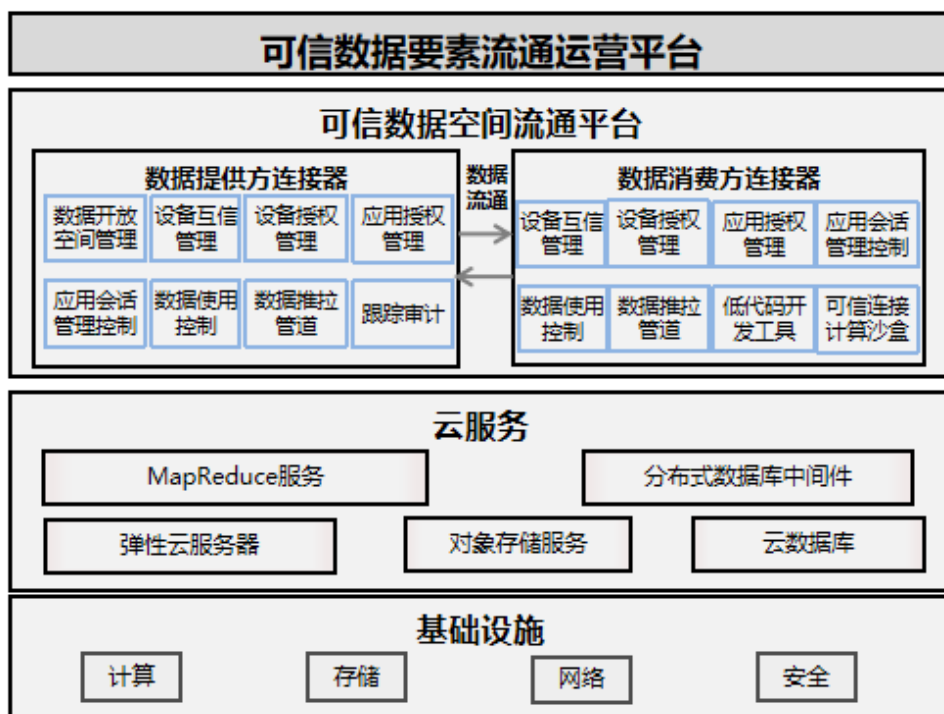 可信数据要素流通运营平台
可信数据空间流通平台
数据提供方连接器
数据开放
空间管理
设备互信
管理
设备授权
管理
应用授权
管理
应用会话
管理控制
数据使用
控制
数据推拉
管道
跟踪审计
数据
流通
数据消费方连接器
设备互信
管理
设备授权
管理
应用授权
管理
应用会话
管理控制
数据使用
控制
数据推拉
管道
低代码开
发工具
可信连接
计算沙盒
云服务
MapReduce服务
分布式数据库中间件
弹性云服务器
对象存储服务
云数据库
基础设施
计算
存储
网络
安全